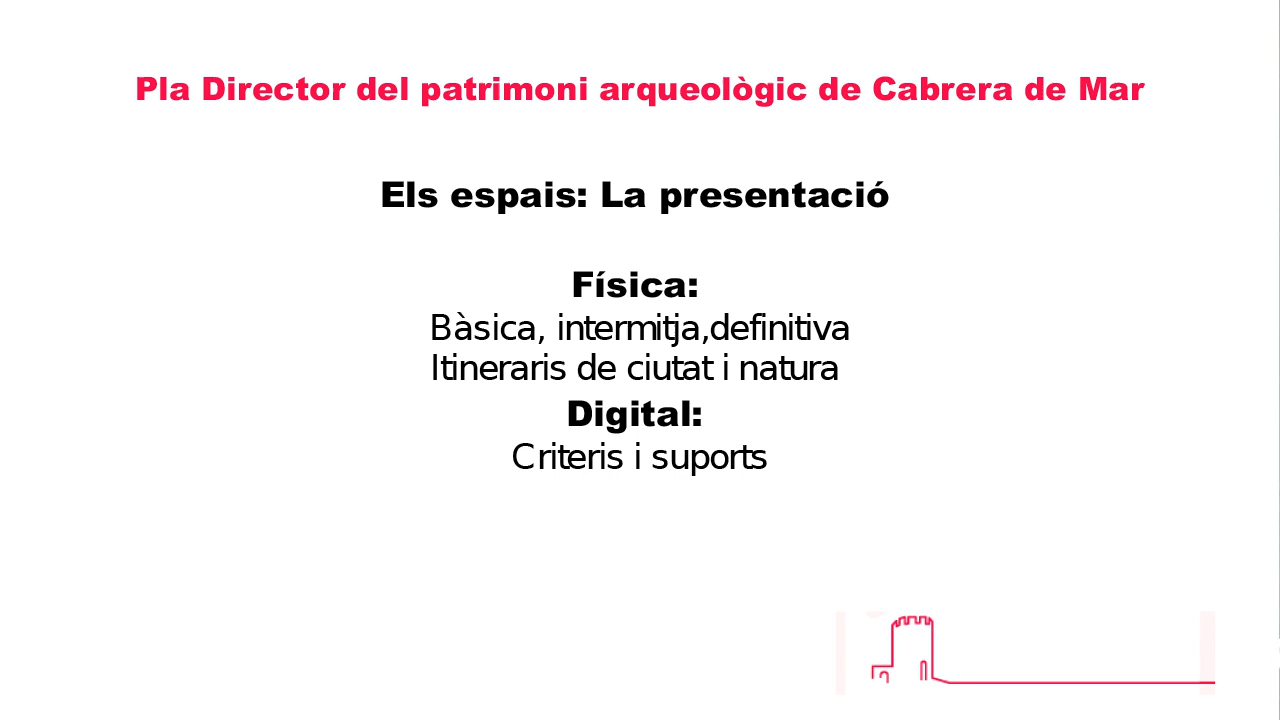 Pla Director del patrimoni arqueològic de Cabrera de Mar
Els espais: La presentació
Física:
Bàsica, intermitja,definitiva
Itineraris de ciutat i natura
Digital:
Criteris i suports